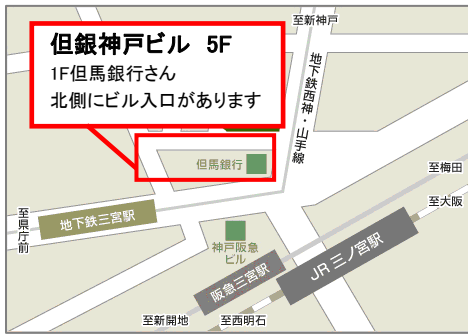 至新神戸
但銀神戸ビル 5F
1F但馬銀行さん
北側にビル入口があります
地下鉄西神・山手線
但馬銀行
至梅田
至大阪
至県庁前
地下鉄三宮駅
神戸阪急
ビル
JR三ノ宮駅
阪急三宮駅
至新開地
至西明石